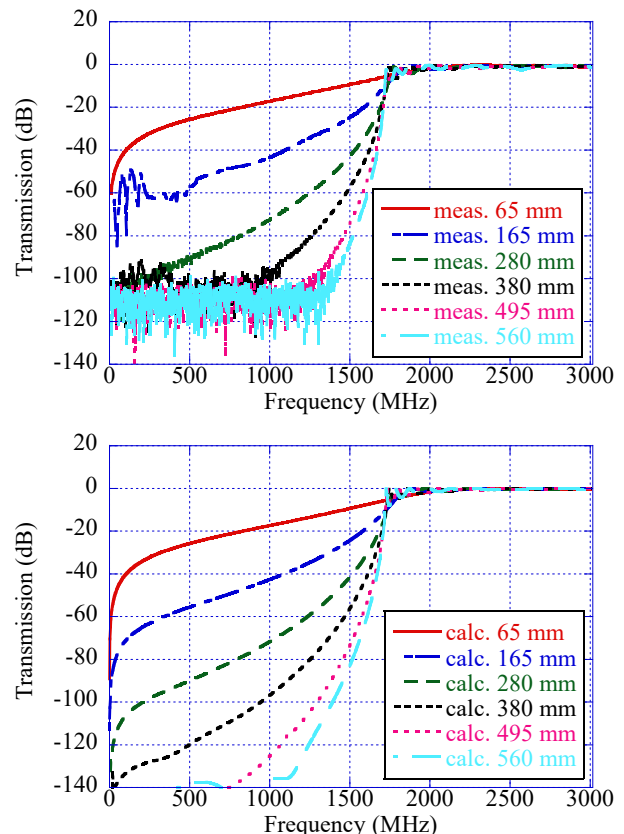 20
0
-20
-40
-60
-80
-100
-120
-140
Transmission (dB)
meas. 65 mm
meas. 165 mm
meas. 280 mm
meas. 380 mm
meas. 495 mm
meas. 560 mm
0 500 1000 1500 2000 2500 3000
Frequency (MHz)
20
0
-20
-40
-60
-80
-100
-120
-140
Transmission (dB)
calc. 65 mm
calc. 165 mm
calc. 280 mm
calc. 380 mm
calc. 495 mm
calc. 560 mm
0 500 1000 1500 2000 2500 3000
Frequency (MHz)